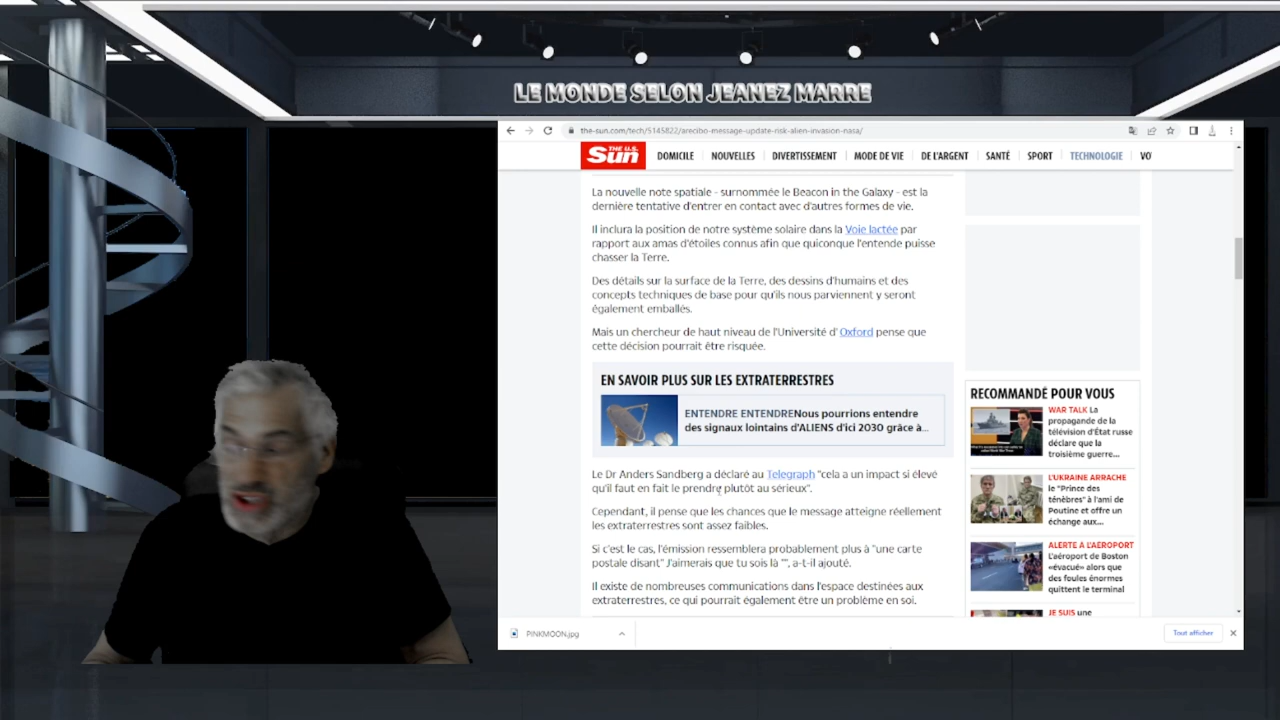 LE MONDE SELON JEANEZ MARRE
the-sun.com/tech/5145822/arecibo-message-update-risk-alien-invasion-nasa/
THE U.S. Sun
DOMICILE
NOUVELLES
DIVERTISSEMENT
MODE DE VIE
DE L'ARGENT
SANTÉ
SPORT
TECHNOLOGIE
VO
La nouvelle note spatiale - surnommée le Beacon in the Galaxy - est la
dernière tentative d'entrer en contact avec d'autres formes de vie.
Il inclura la position de notre système solaire dans la Voie lactée par
rapport aux amas d'étoiles connus afin que quiconque l'entende puisse
chasser la Terre.
Des détails sur la surface de la Terre, des dessins d'humains et des
concepts techniques de base pour qu'ils nous parviennent y seront
également emballés.
Mais un chercheur de haut niveau de l'Université d' Oxford pense que
cette décision pourrait être risquée.
EN SAVOIR PLUS SUR LES EXTRATERRESTRES
ENTENDRE ENTENDRENous pourrions entendre
des signaux lointains d'ALIENS d'ici 2030 grâce à...
Le Dr Anders Sandberg a déclaré au Telegraph "cela a un impact si élevé
qu'il faut en fait le prendre plutôt au sérieux".
Cependant, il pense que les chances que le message atteigne réellement
les extraterrestres sont assez faibles.
Si c'est le cas, l'émission ressemblera probablement plus à "une carte
postale disant" J'aimerais que tu sois là "", a-t-il ajouté.
Il existe de nombreuses communications dans l'espace destinées aux
extraterrestres, ce qui pourrait également être un problème en soi.
RECOMMANDÉ POUR VOUS
WAR TALK La
propagande de la
télévision d'État russe
déclare que la
troisième guerre...
L'UKRAINE ARRACHE
le "Prince des
ténèbres" à l'ami de
Poutine et offre un
échange aux...
ALERTE À L'AÉROPORT
L'aéroport de Boston
«évacué» alors que
des foules énormes
quittent le terminal
JE SUIS une
PINKMOON.jpg
Tout afficher